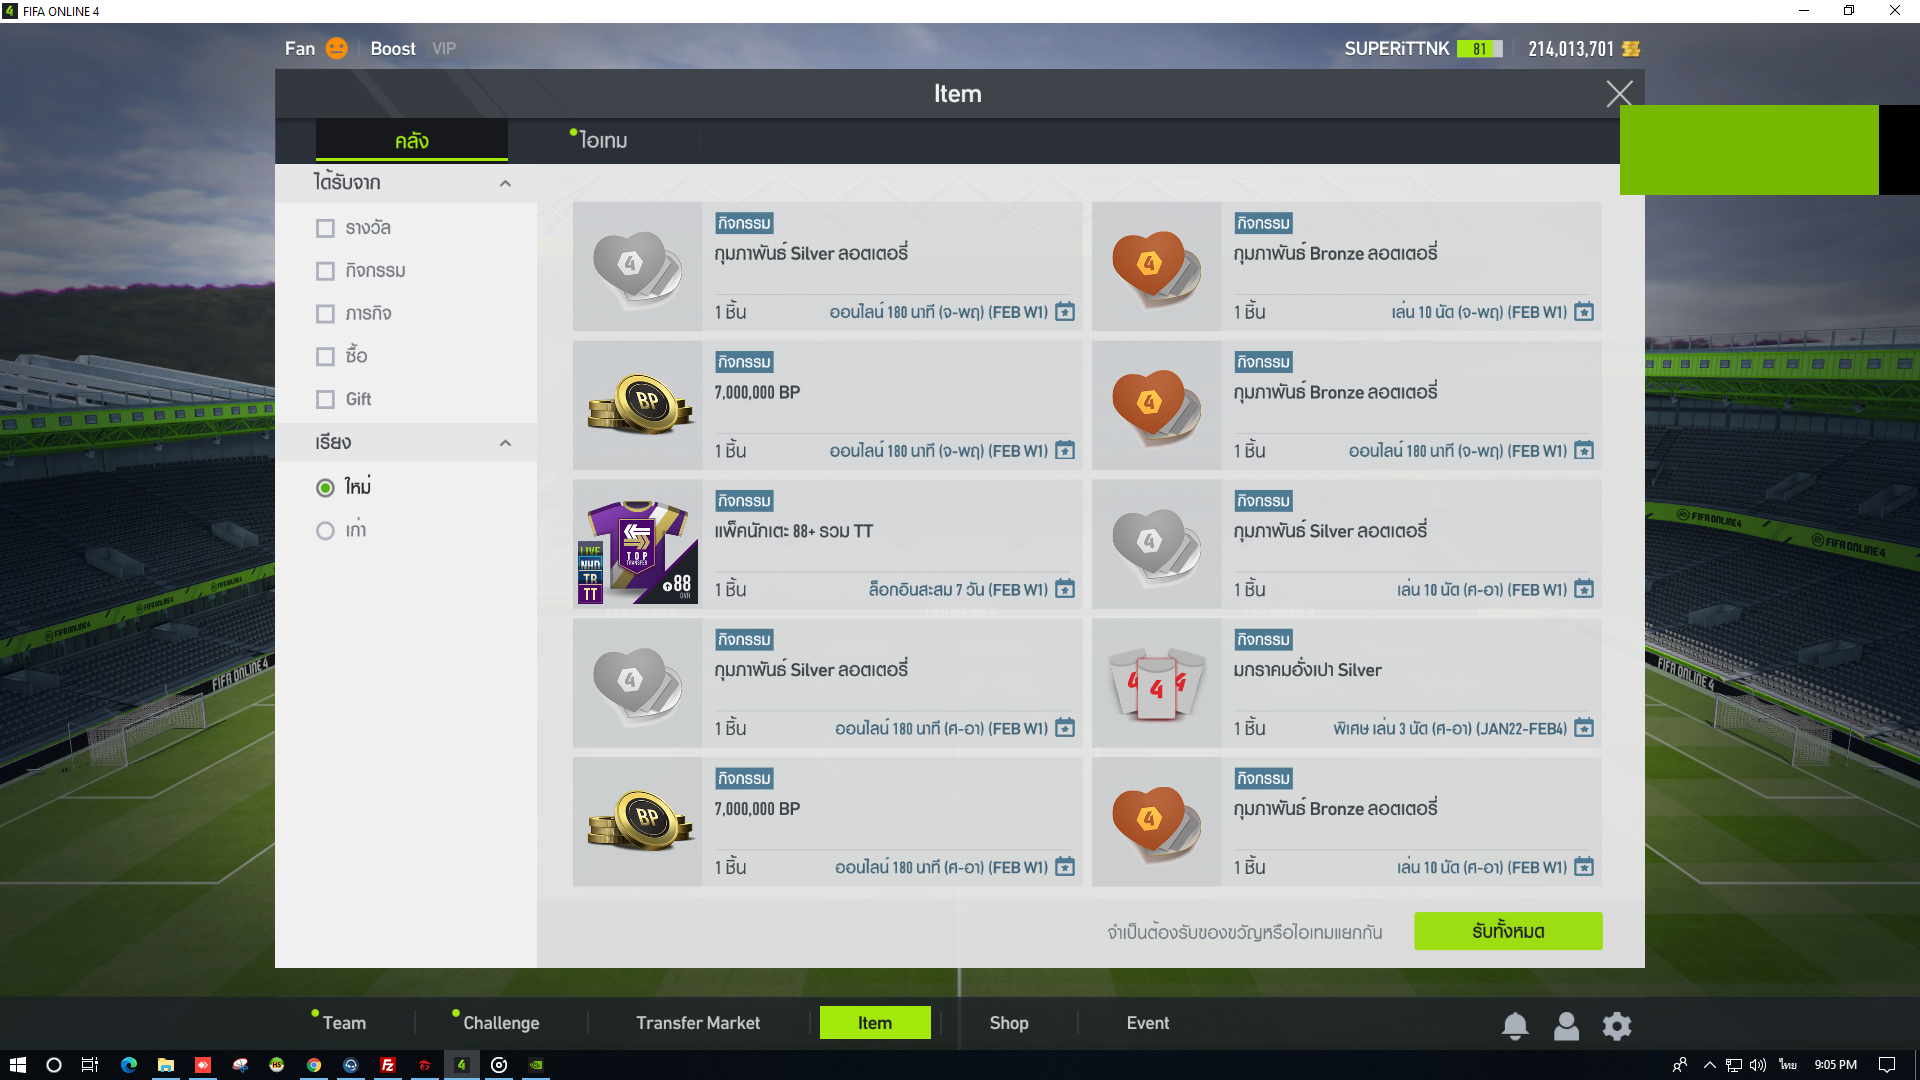 FIFA ONLINE 4
Fan Boost VIP
SUPERiTTNK 81 214,013,701
Item
คลัง
ไอเทม
ได้รับจาก
รางวัล
กิจกรรม
ภารกิจ
ซื้อ
Gift
เรียง
ใหม่
เก่า
กิจกรรม
กุมภาพันธ์ Silver ลอตเตอรี่
1 ชิ้น ออนไลน์ 180 นาที (จ-พฤ) (FEB W1)
กิจกรรม
กุมภาพันธ์ Bronze ลอตเตอรี่
1 ชิ้น เล่น 10 นัด (จ-พฤ) (FEB W1)
กิจกรรม
7,000,000 BP
1 ชิ้น ออนไลน์ 180 นาที (จ-พฤ) (FEB W1)
กิจกรรม
กุมภาพันธ์ Bronze ลอตเตอรี่
1 ชิ้น ออนไลน์ 180 นาที (จ-พฤ) (FEB W1)
LIVE
NHD
TB
TT
TOP
TRANSFER
88
OVR
กิจกรรม
แพ็คนักเตะ 88+ รวม TT
1 ชิ้น ล็อกอินสะสม 7 วัน (FEB W1)
กิจกรรม
กุมภาพันธ์ Silver ลอตเตอรี่
1 ชิ้น เล่น 10 นัด (ศ-อา) (FEB W1)
กิจกรรม
กุมภาพันธ์ Silver ลอตเตอรี่
1 ชิ้น ออนไลน์ 180 นาที (ศ-อา) (FEB W1)
กิจกรรม
มกราคมอั่งเปา Silver
1 ชิ้น พิเศษ เล่น 3 นัด (ศ-อา) (JAN22-FEB4)
กิจกรรม
7,000,000 BP
1 ชิ้น ออนไลน์ 180 นาที (ศ-อา) (FEB W1)
กิจกรรม
กุมภาพันธ์ Bronze ลอตเตอรี่
1 ชิ้น เล่น 10 นัด (ศ-อา) (FEB W1)
จำเป็นต้องรับของขวัญหรือไอเทมแยกกัน
รับทั้งหมด
Team Challenge Transfer Market Item Shop Event
ไทย 9:05 PM